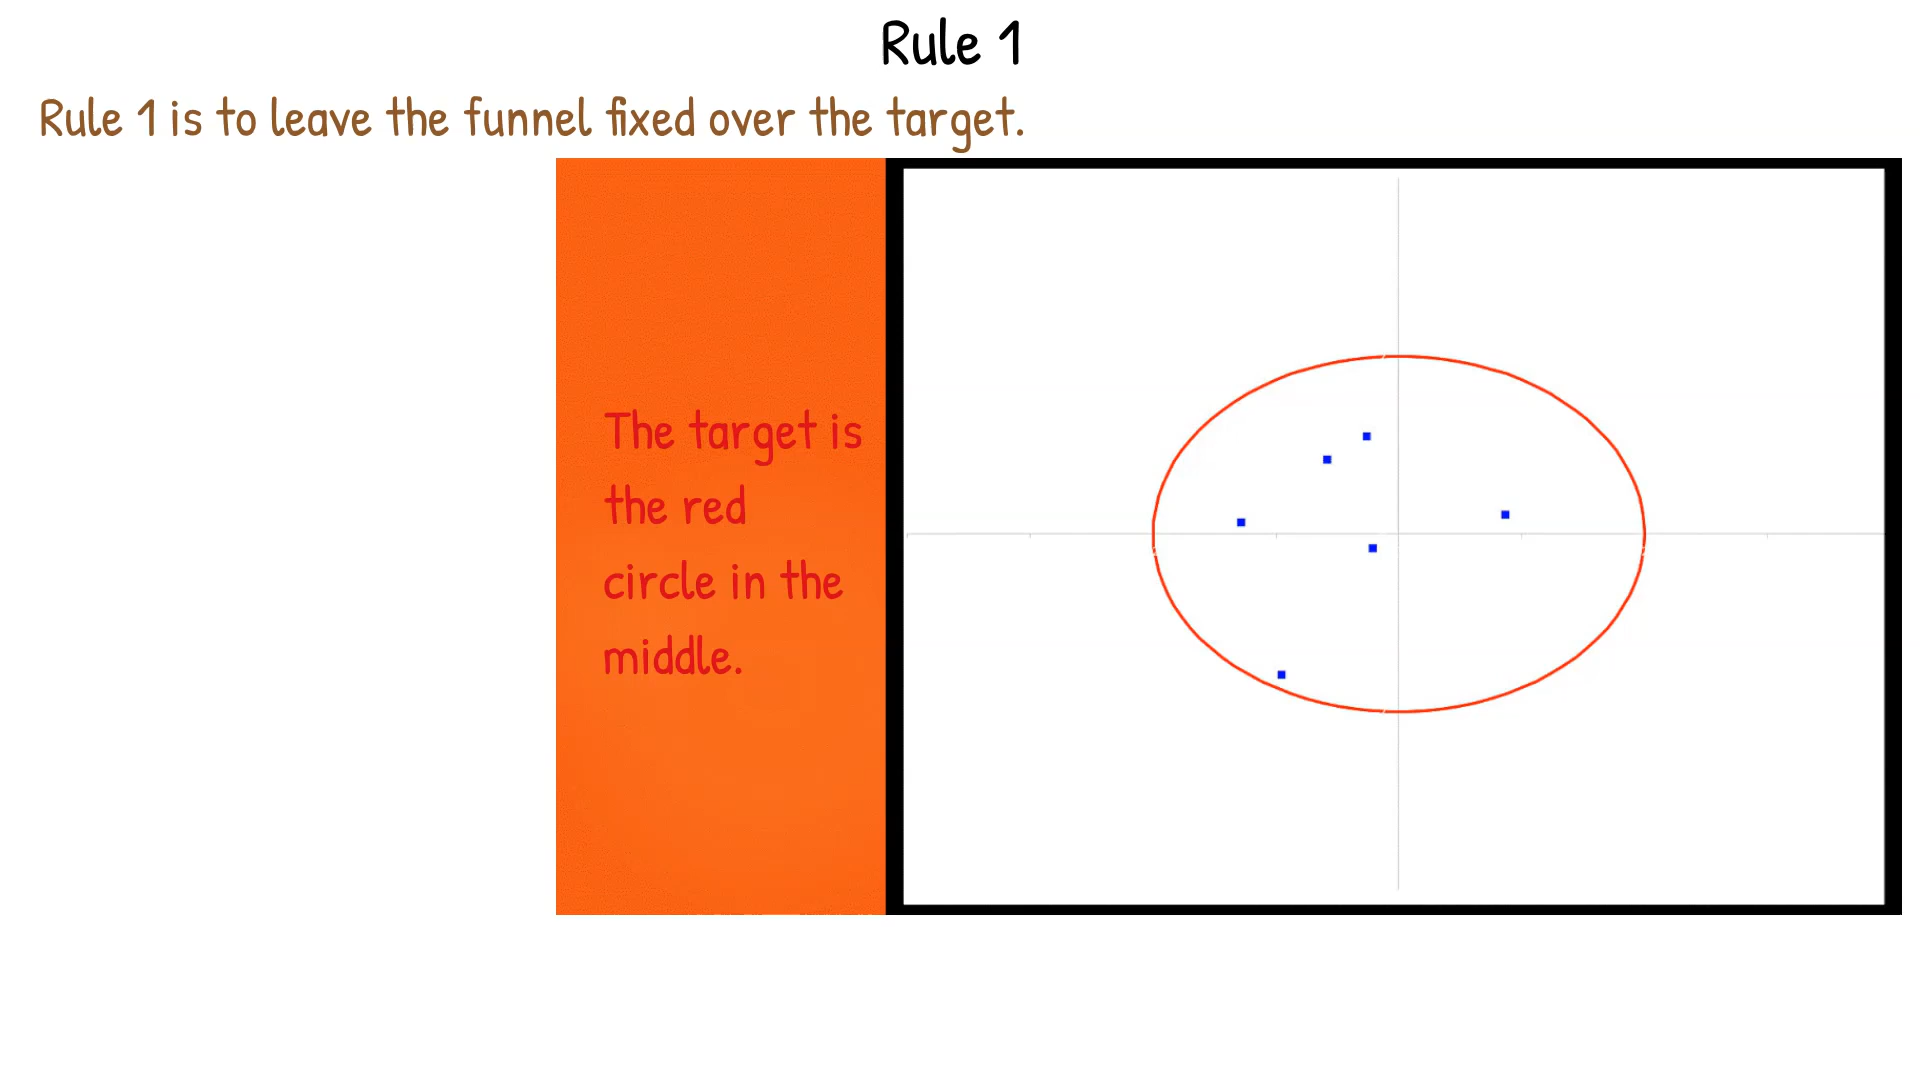 Rule 1
Rule 1 is to leave the funnel fixed over the target.
The target is
the red
circle in the
middle.